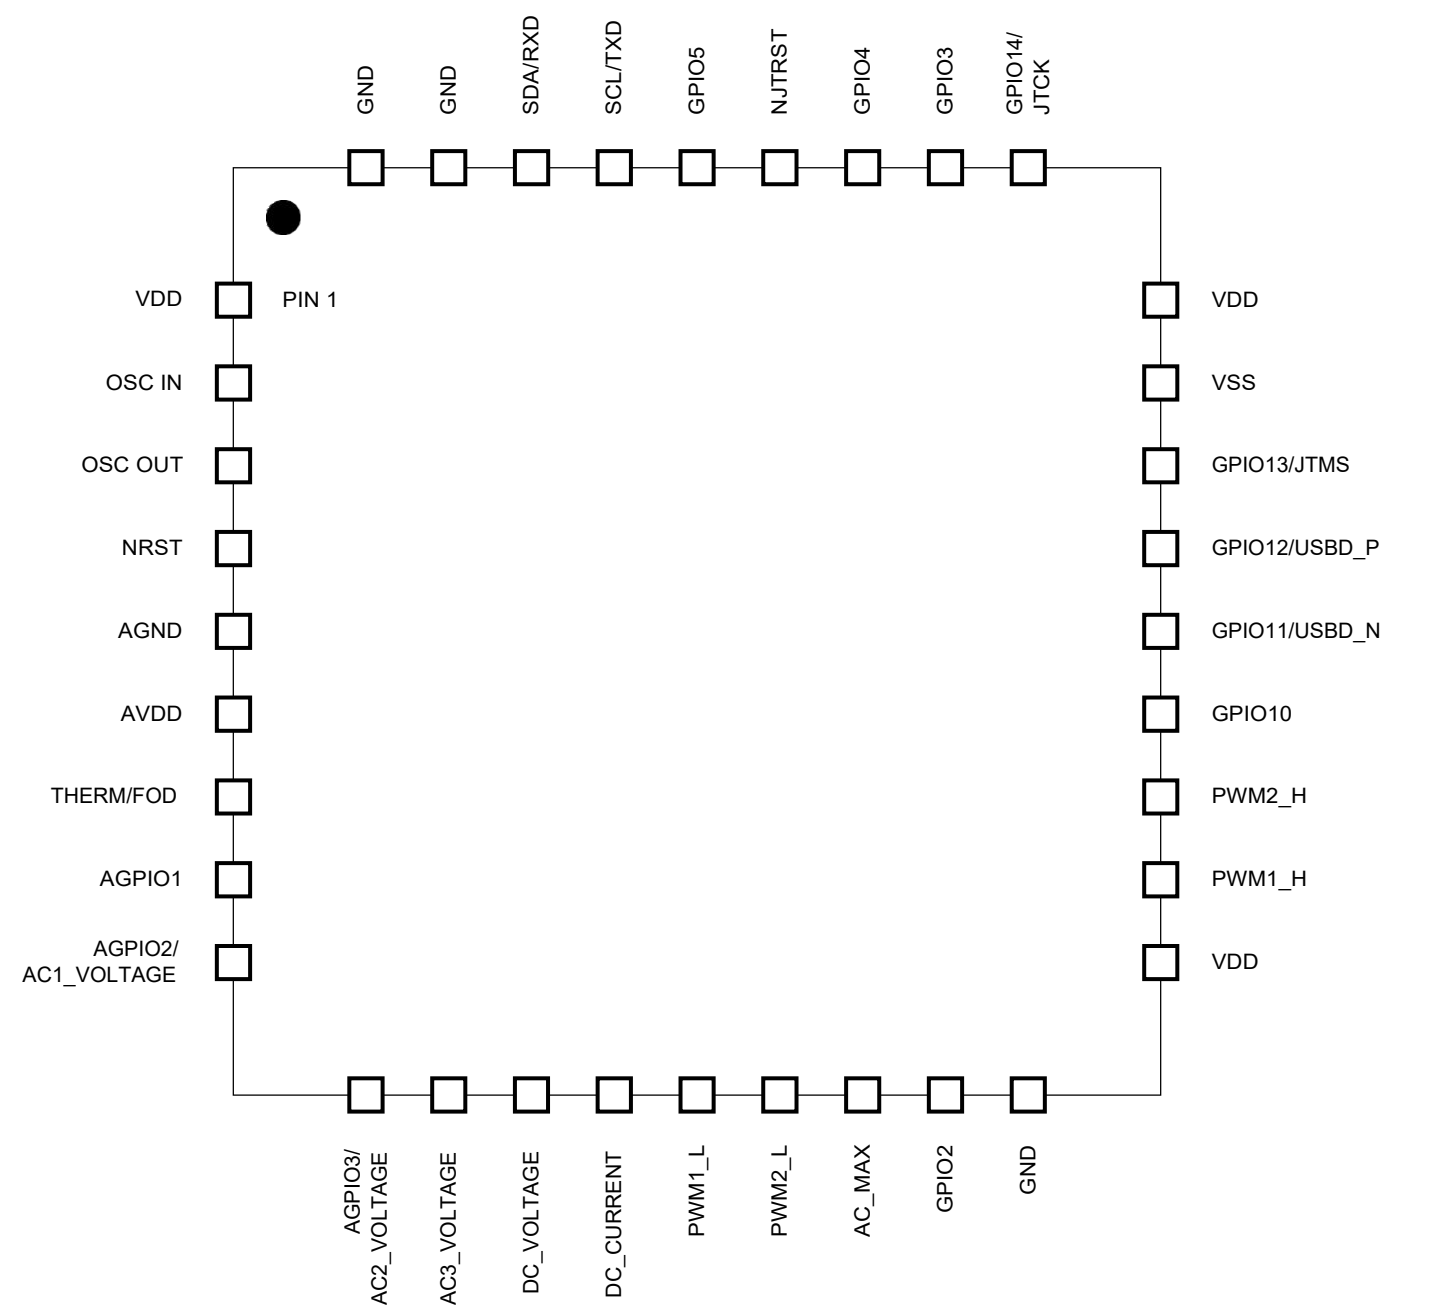 GND
GND
SDA/RXD
SCL/TXD
GPIO5
NJTRST
GPIO4
GPIO3
GPIO14/
JTCK
VDD
PIN 1
VDD
OSC IN
VSS
OSC OUT
GPIO13/JTMS
NRST
GPIO12/USBD_P
AGND
GPIO11/USBD_N
AVDD
GPIO10
THERM/FOD
PWM2_H
AGPIO1
PWM1_H
AGPIO2/
AC1_VOLTAGE
VDD
AGPIO3/
AC2_VOLTAGE
AC3_VOLTAGE
DC_VOLTAGE
DC_CURRENT
PWM1_L
PWM2_L
AC_MAX
GPIO2
GND